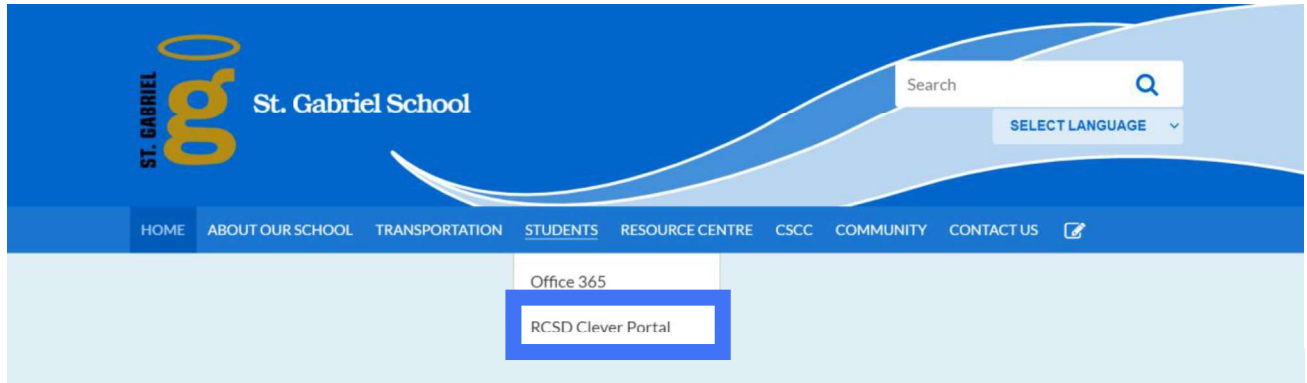 ST. GABRIEL
g
St. Gabriel School
Search
SELECT LANGUAGE
HOME ABOUT OUR SCHOOL TRANSPORTATION STUDENTS RESOURCE CENTRE CSCC COMMUNITY CONTACT US
Office 365
RCSD Clever Portal